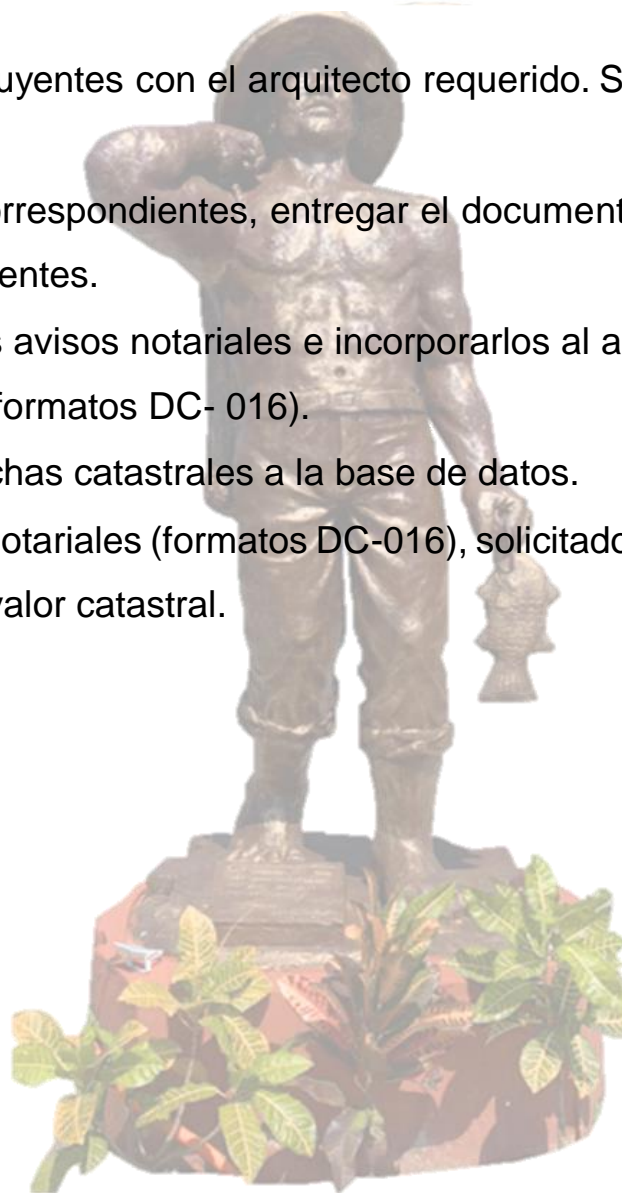 uyentes con el arquitecto requerido. S
orrespondientes, entregar el document
entes.
s avisos notariales e incorporarlos al a
formatos DC- 016).
chas catastrales a la base de datos.
otariales (formatos DC-016), solicitado
valor catastral.